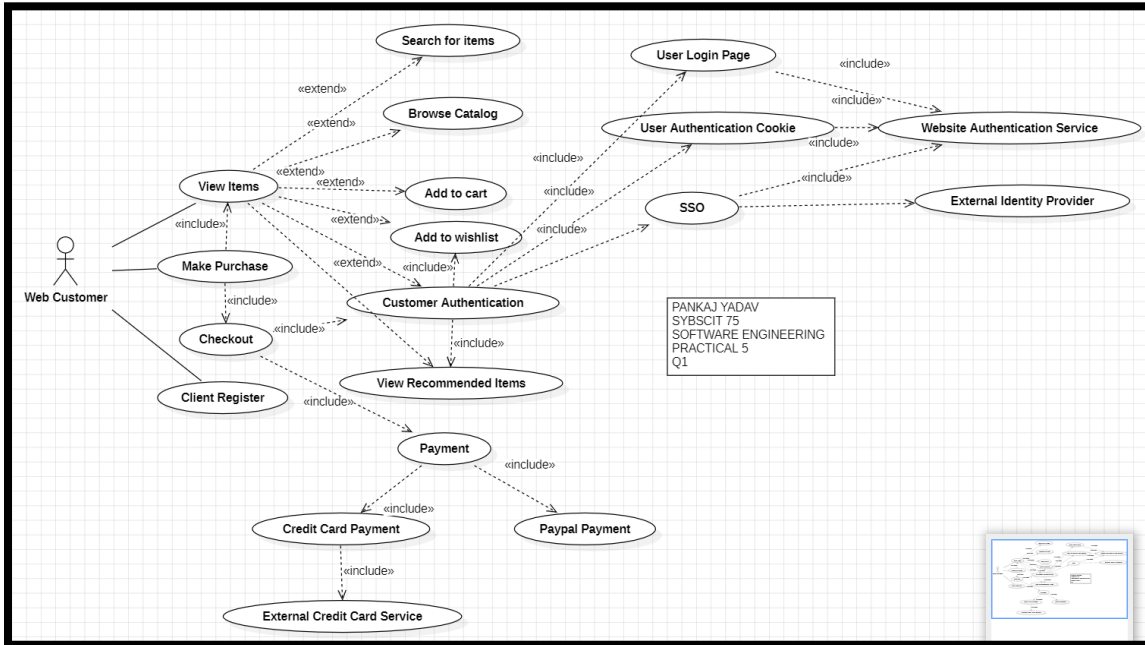 Search for items
User Login Page
«include»
«extend»
«include»
Browse Catalog
«extend»
User Authentication Cookie
Website Authentication Service
«include»
«include»
«extend»
«include»
View Items
«extend»
Add to cart
«include»
SSO
External Identity Provider
«include»
«extend»
«include»
Add to wishlist
Web Customer
Make Purchase
«extend»
«include»
«include»
Customer Authentication
PANKAJ YADAV
SYBSCIT 75
SOFTWARE ENGINEERING
PRACTICAL 5
Q1
Checkout
«include»
«include»
View Recommended Items
Client Register
«include»
Payment
«include»
«include»
Credit Card Payment
Paypal Payment
«include»
External Credit Card Service